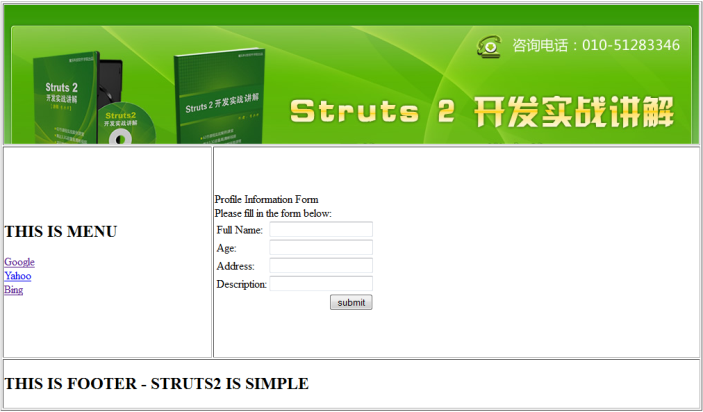 咨询电话：010-51283346
Struts 2
开发实战讲解
Struts2
开发实战讲解
Struts 2 开发实战讲解
Struts 2 开发实战讲解
THIS IS MENU
Google
Yahoo
Bing
Profile Information Form
Please fill in the form below:
Full Name:
Age:
Address:
Description:
submit
THIS IS FOOTER - STRUTS2 IS SIMPLE